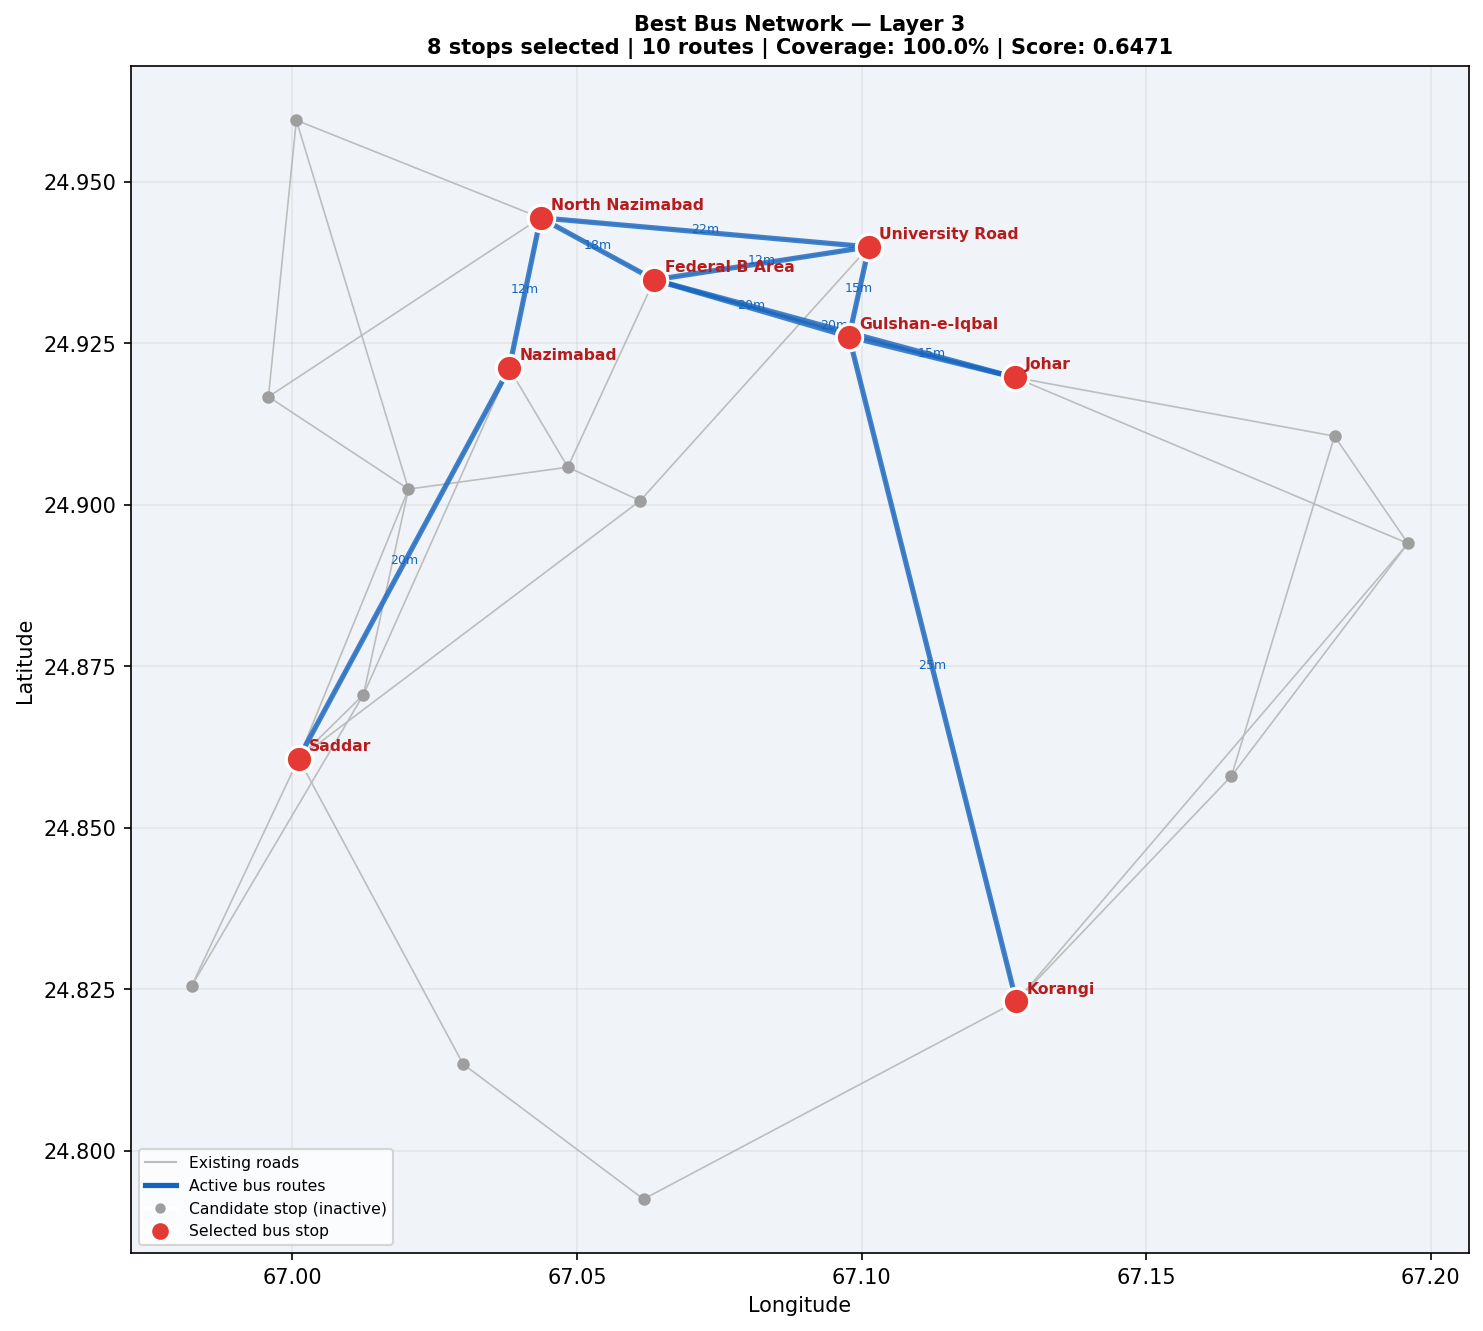 Best Bus Network — Layer 3
8 stops selected | 10 routes | Coverage: 100.0% | Score: 0.6471
Latitude
24.950
24.925
24.900
24.875
24.850
24.825
24.800
North Nazimabad
22m
University Road
18m
12m
Federal B Area
12m
15m
20m
20m
Gulshan-e-Iqbal
15m
Nazimabad
Johar
20m
25m
Saddar
Korangi
Existing roads
Active bus routes
Candidate stop (inactive)
Selected bus stop
67.00
67.05
67.10
67.15
67.20
Longitude